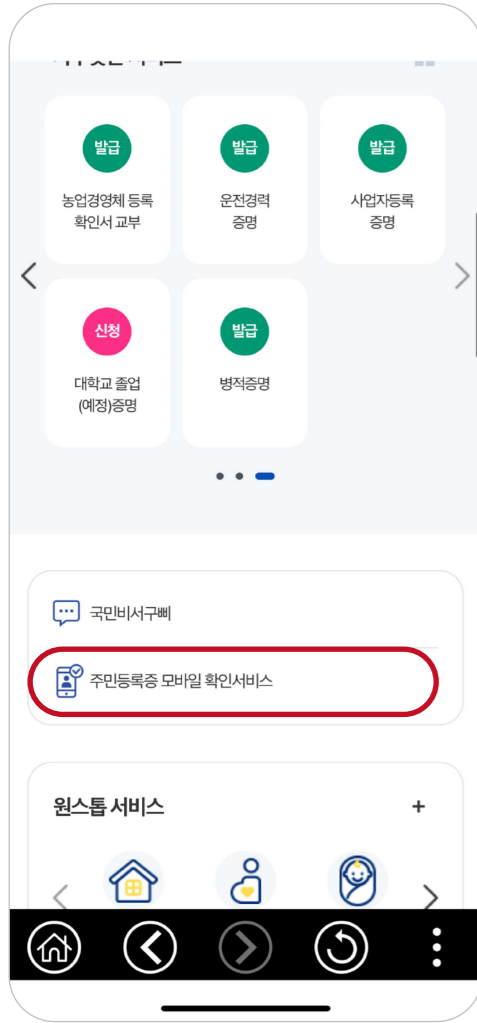 발급
발급
발급
농업경영체 등록
확인서 교부
운전경력
증명
사업자등록
증명
신청
발급
대학교 졸업
(예정)증명
병적증명
국민비서구삐
주민등록증 모바일 확인서비스
원스톱 서비스
+